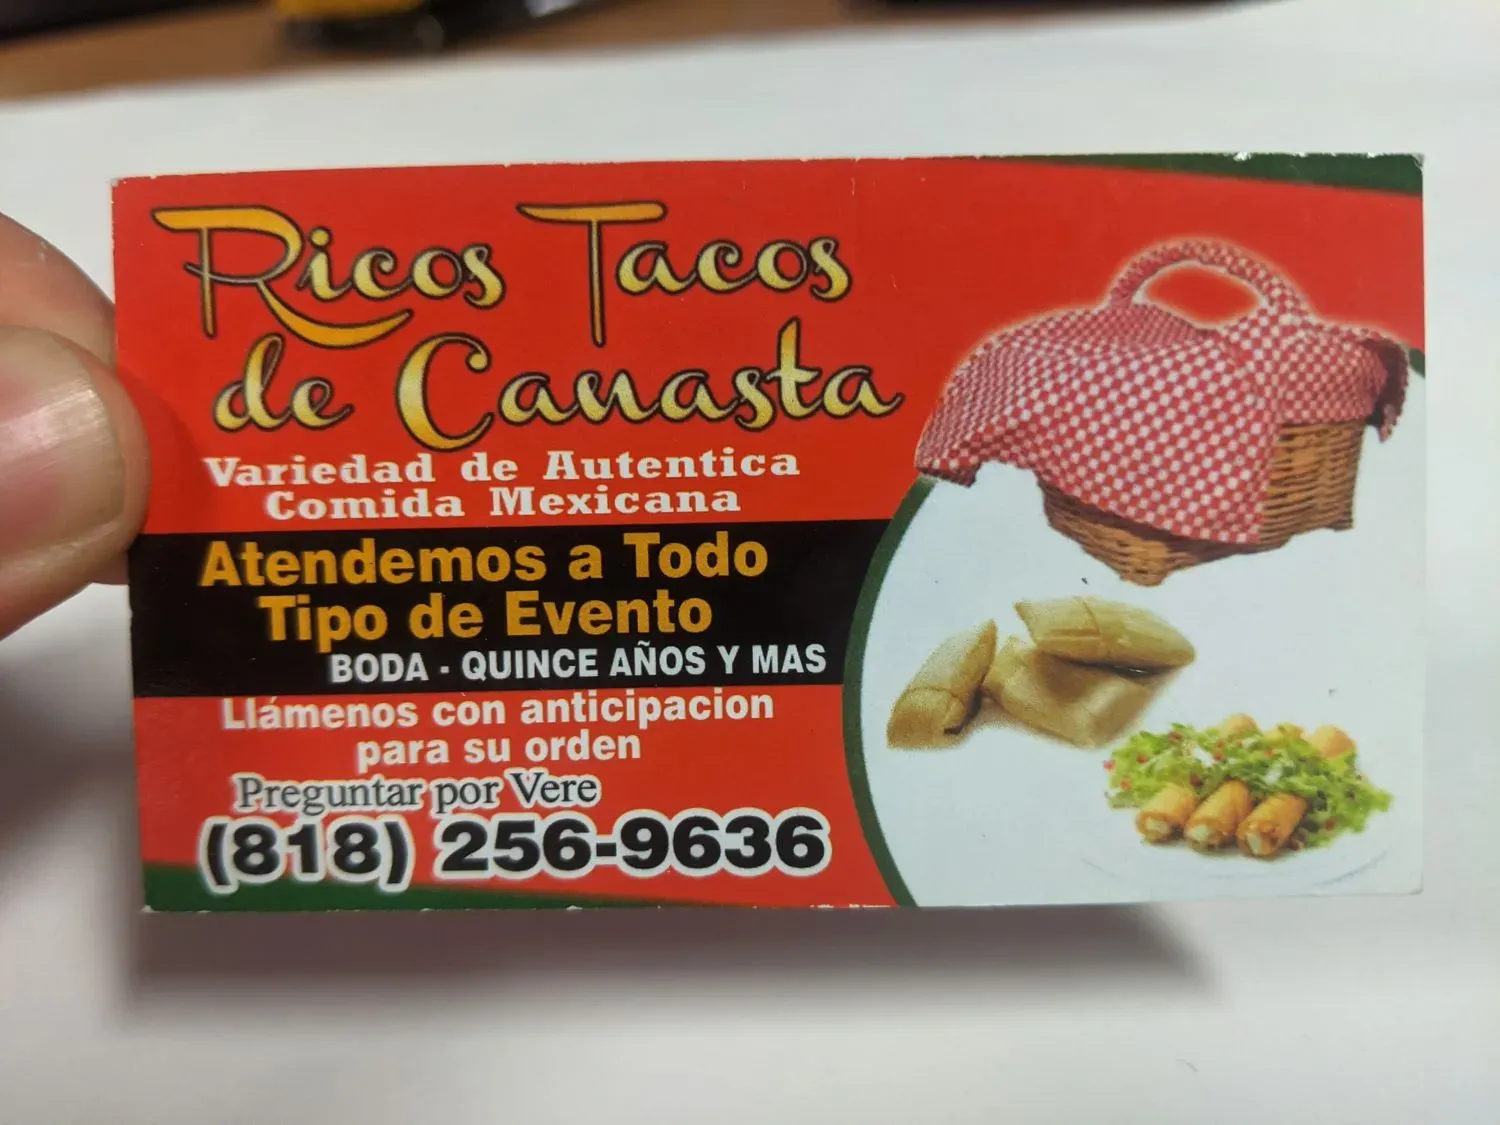 Ricos Tacos
de Canasta
Variedad de Autentica
Comida Mexicana
Atendemos a Todo
Tipo de Evento
BODA - QUINCE AÑOS Y MAS
Llámenos con anticipacion
para su orden
Preguntar por Vere
(818) 256-9636